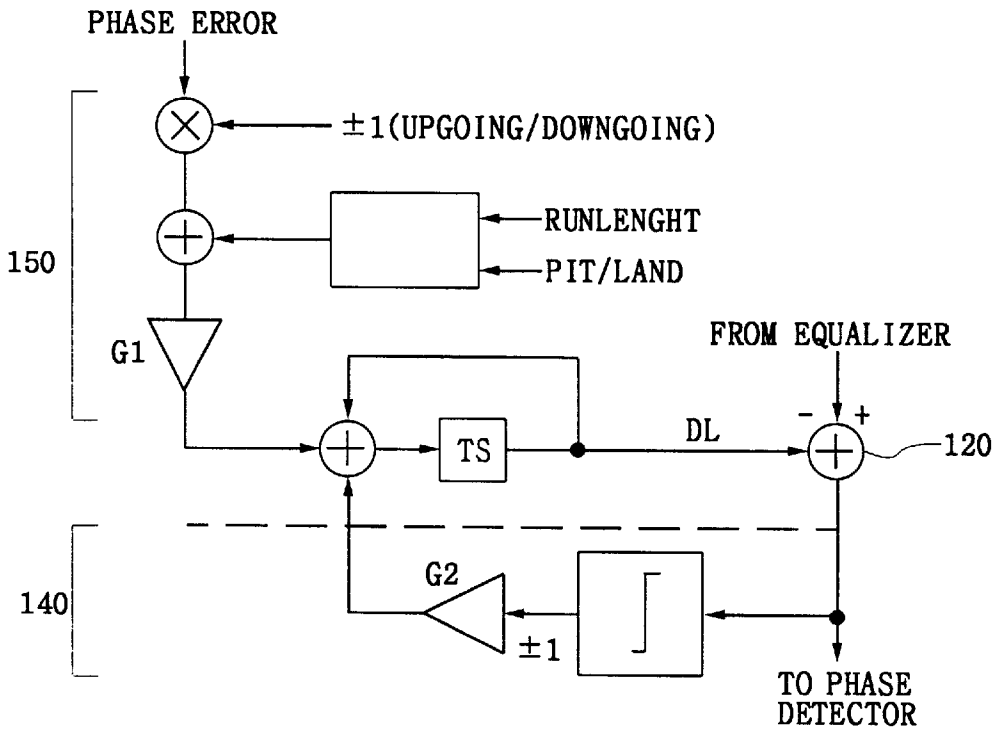 PHASE ERROR
±1(UPGOING/DOWNGOING)
RUNLENGHT
PIT/LAND
150
G1
FROM EQUALIZER
- +
TS
DL
120
G2
140
±1
TO PHASE
DETECTOR